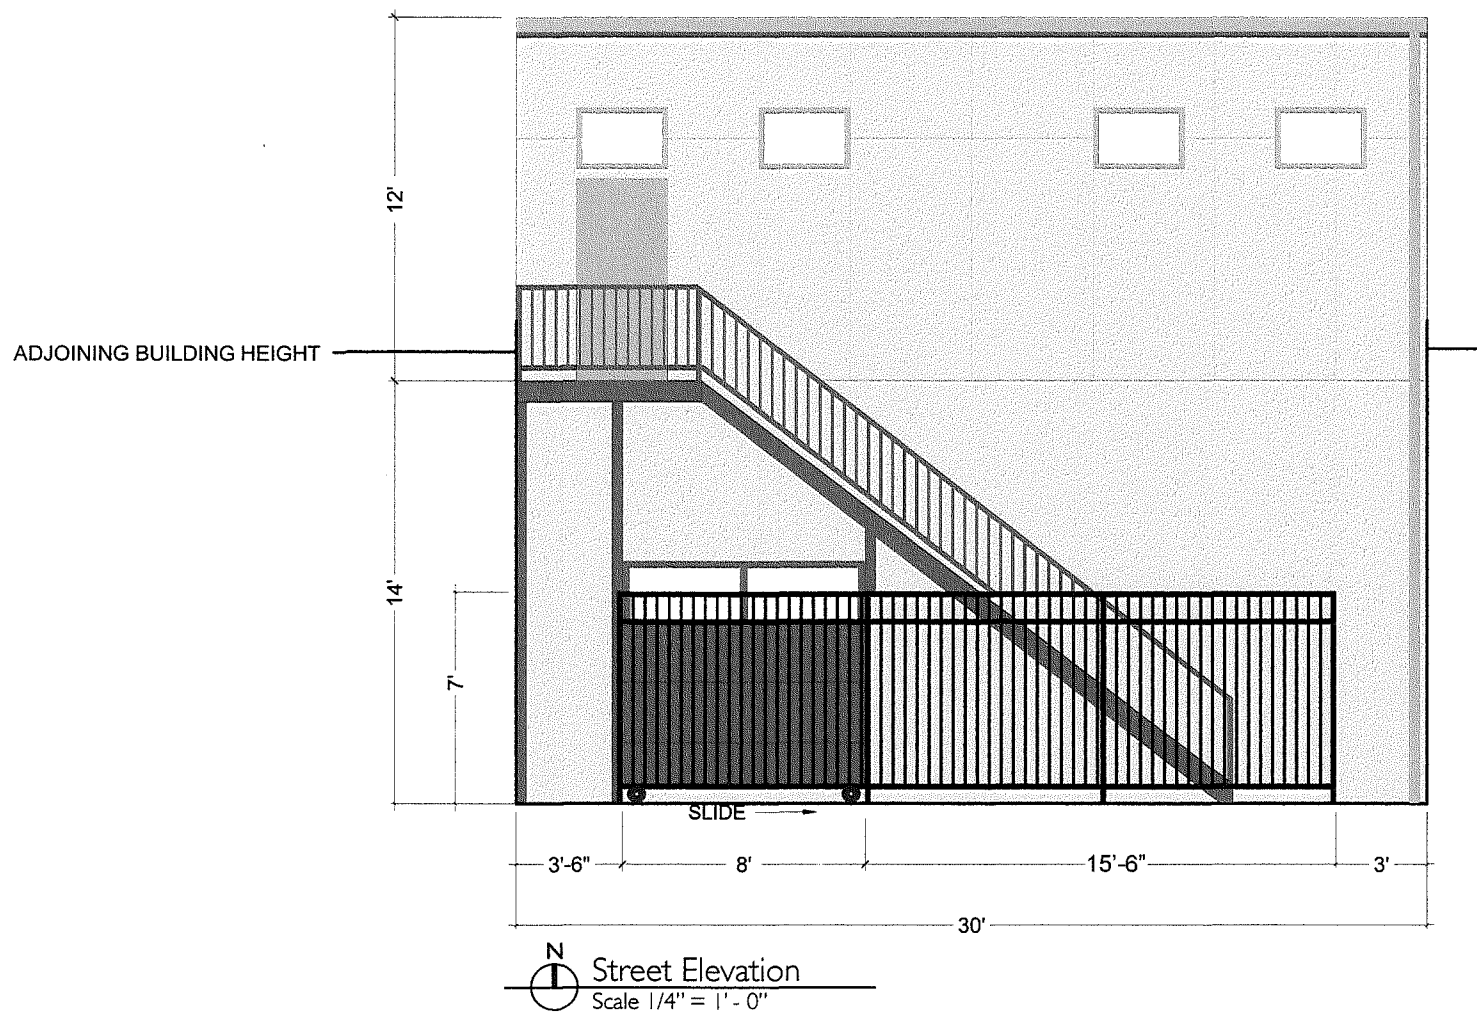 12'
ADJOINING BUILDING HEIGHT
14'
7'
SLIDE
3'-6" 8' 15'-6" 3'
30'
N
Street Elevation
Scale 1/4" = 1' - 0"